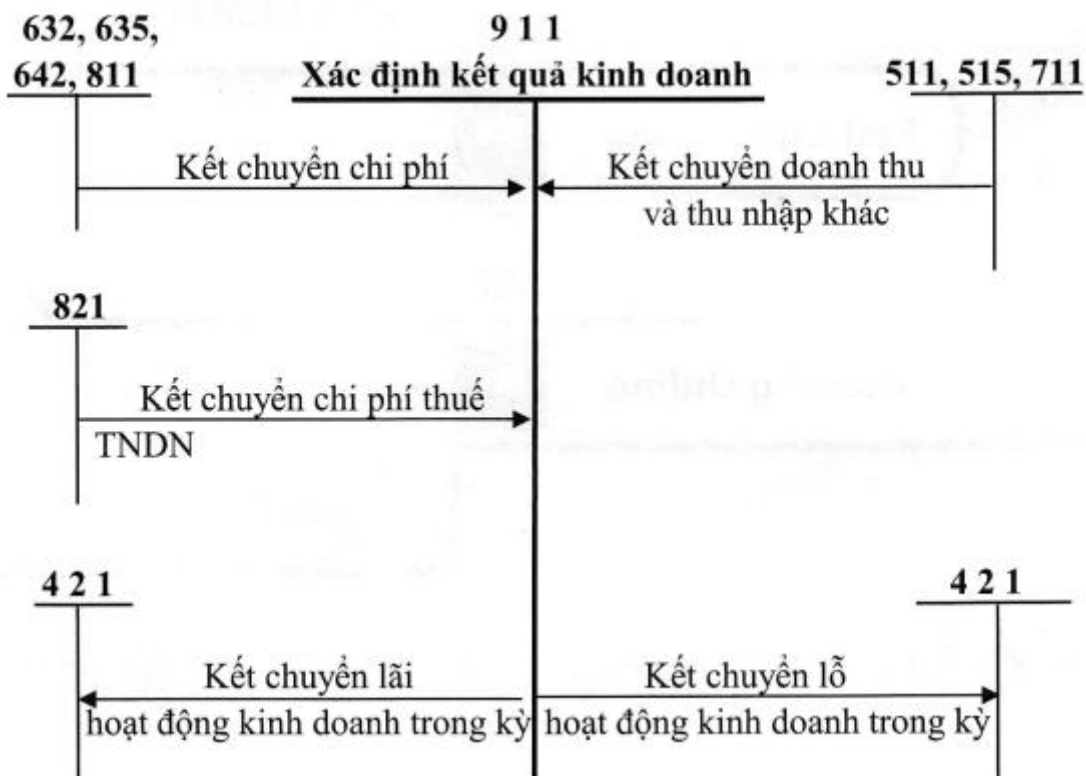 632, 635,
642, 811
9 1 1
Xác định kết quả kinh doanh
511, 515, 711
Kết chuyển chi phí
Kết chuyển doanh thu
và thu nhập khác
821
Kết chuyển chi phí thuế
TNDN
4 2 1
4 2 1
Kết chuyển lãi
hoạt động kinh doanh trong kỳ
Kết chuyển lỗ
hoạt động kinh doanh trong kỳ